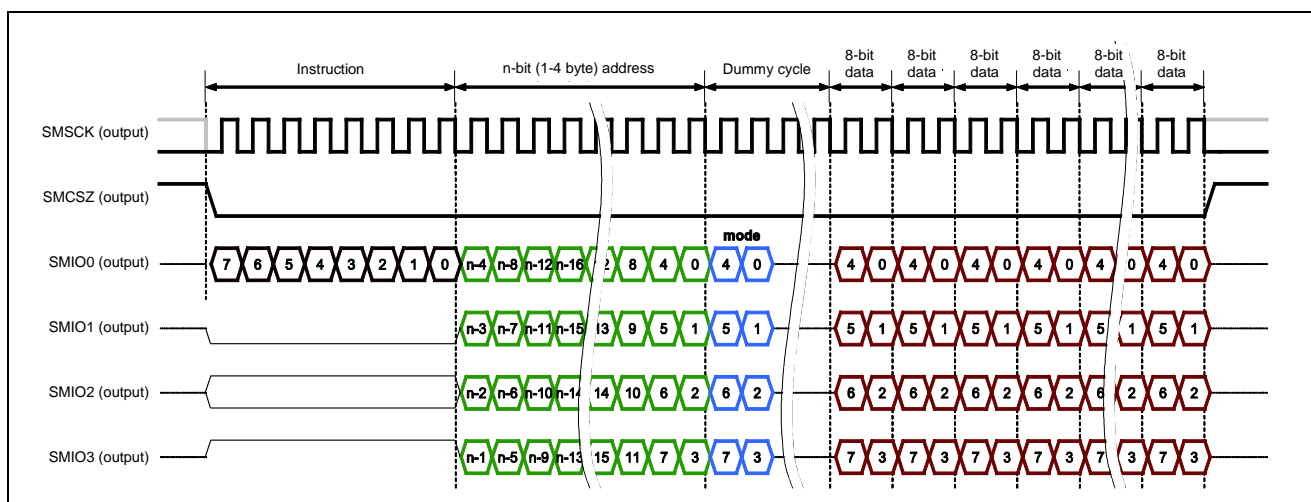 8-bit data 8-bit data 8-bit data 8-bit data 8-bit data 8-bit data
Instruction n-bit (1-4 byte) address Dummy cycle
SMSCK (output)
SMCSZ (output)
mode
SMIO0 (output) 7 6 5 4 3 2 1 0 n-4 n-8 n-12 n-16 2 8 4 0 4 0 4 0 4 0 4 0 4 0 4 0 4 0
SMIO1 (output) n-3 n-7 n-11 n-15 13 9 5 1 5 1 5 1 5 1 5 1 5 1 5 1 5 1
SMIO2 (output) n-2 n-6 n-10 n-14 14 10 6 2 6 2 6 2 6 2 6 2 6 2 6 2 6 2
SMIO3 (output) n-1 n-5 n-9 n-13 15 11 7 3 7 3 7 3 7 3 7 3 7 3 7 3 7 3